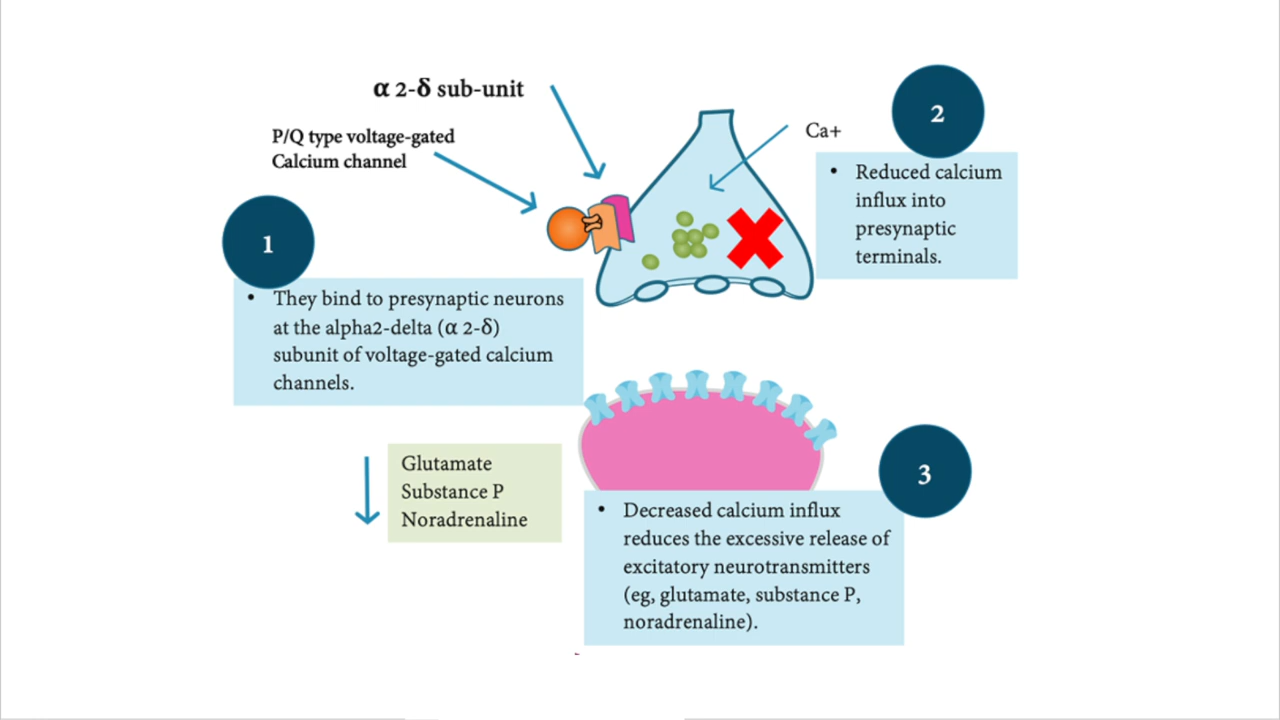 α 2-δ sub-unit
P/Q type voltage-gated
Calcium channel
Ca+
1
• They bind to presynaptic neurons
at the alpha2-delta (α 2-δ)
subunit of voltage-gated calcium
channels.
2
• Reduced calcium
influx into
presynaptic
terminals.
Glutamate
Substance P
Noradrenaline
3
• Decreased calcium influx
reduces the excessive release of
excitatory neurotransmitters
(eg, glutamate, substance P,
noradrenaline).